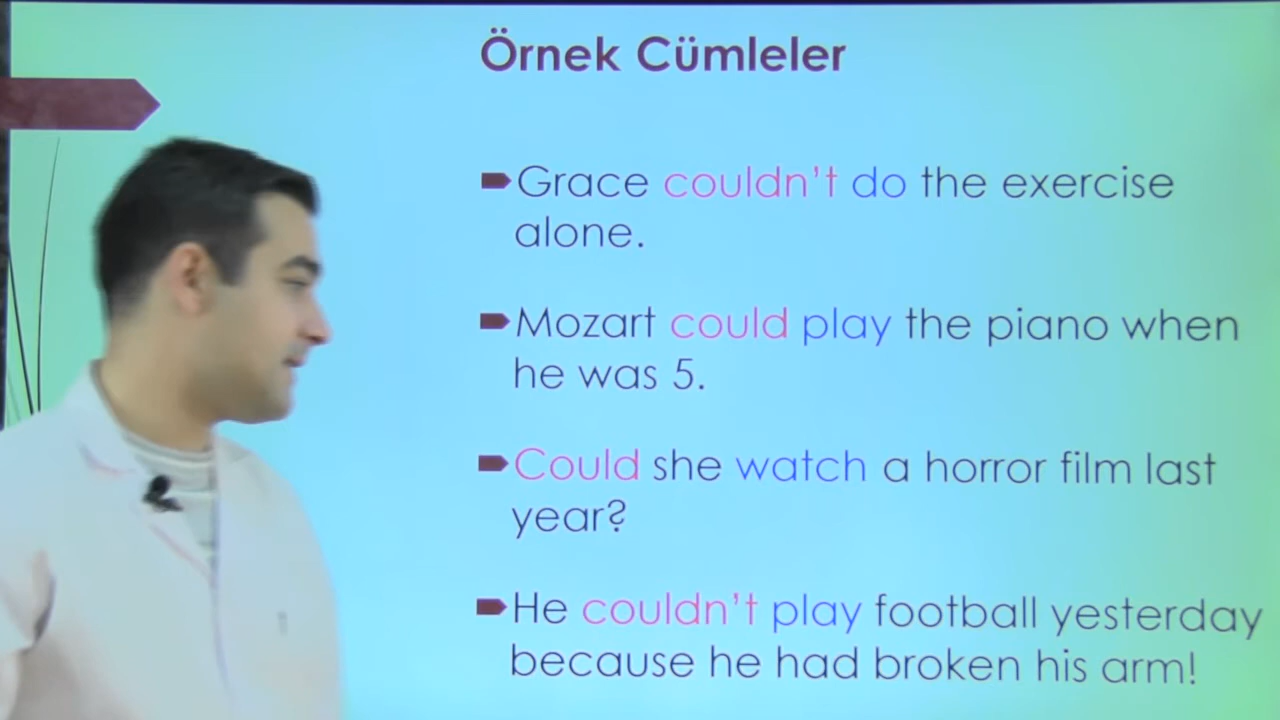 Örnek Cümleler
Grace couldn't do the exercise
alone.
Mozart could play the piano when
he was 5.
Could she watch a horror film last
year?
He couldn't play football yesterday
because he had broken his arm!